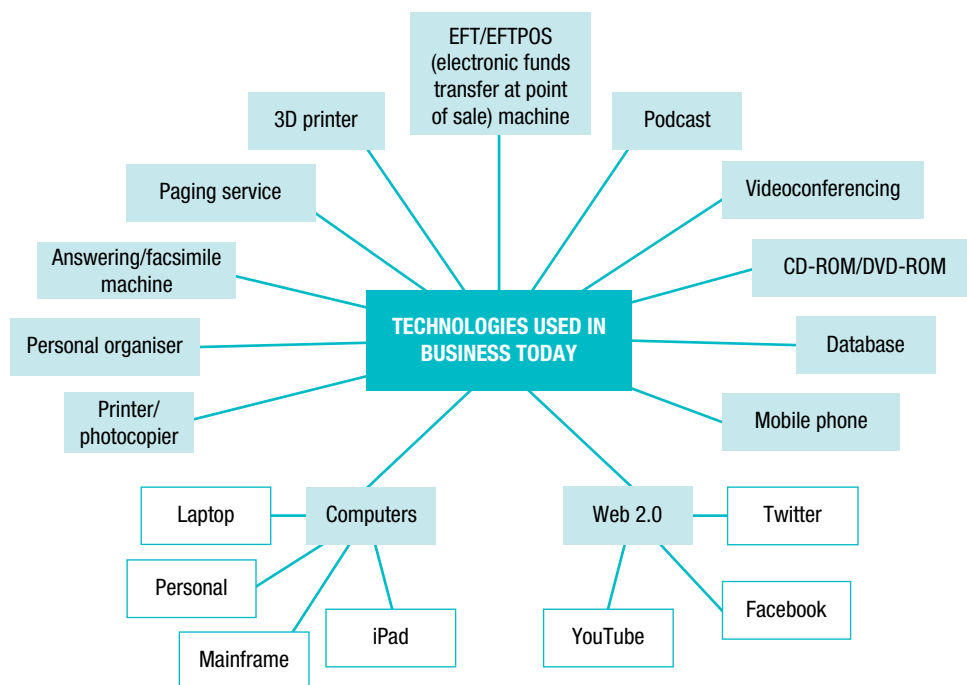 EFT/EFTPOS
(electronic funds
transfer at point
of sale) machine
3D printer
Podcast
Paging service
Videoconferencing
Answering/facsimile
machine
CD-ROM/DVD-ROM
TECHNOLOGIES USED IN
BUSINESS TODAY
Personal organiser
Database
Printer/
photocopier
Mobile phone
Laptop
Computers
Web 2.0
Twitter
Personal
Facebook
Mainframe
iPad
YouTube